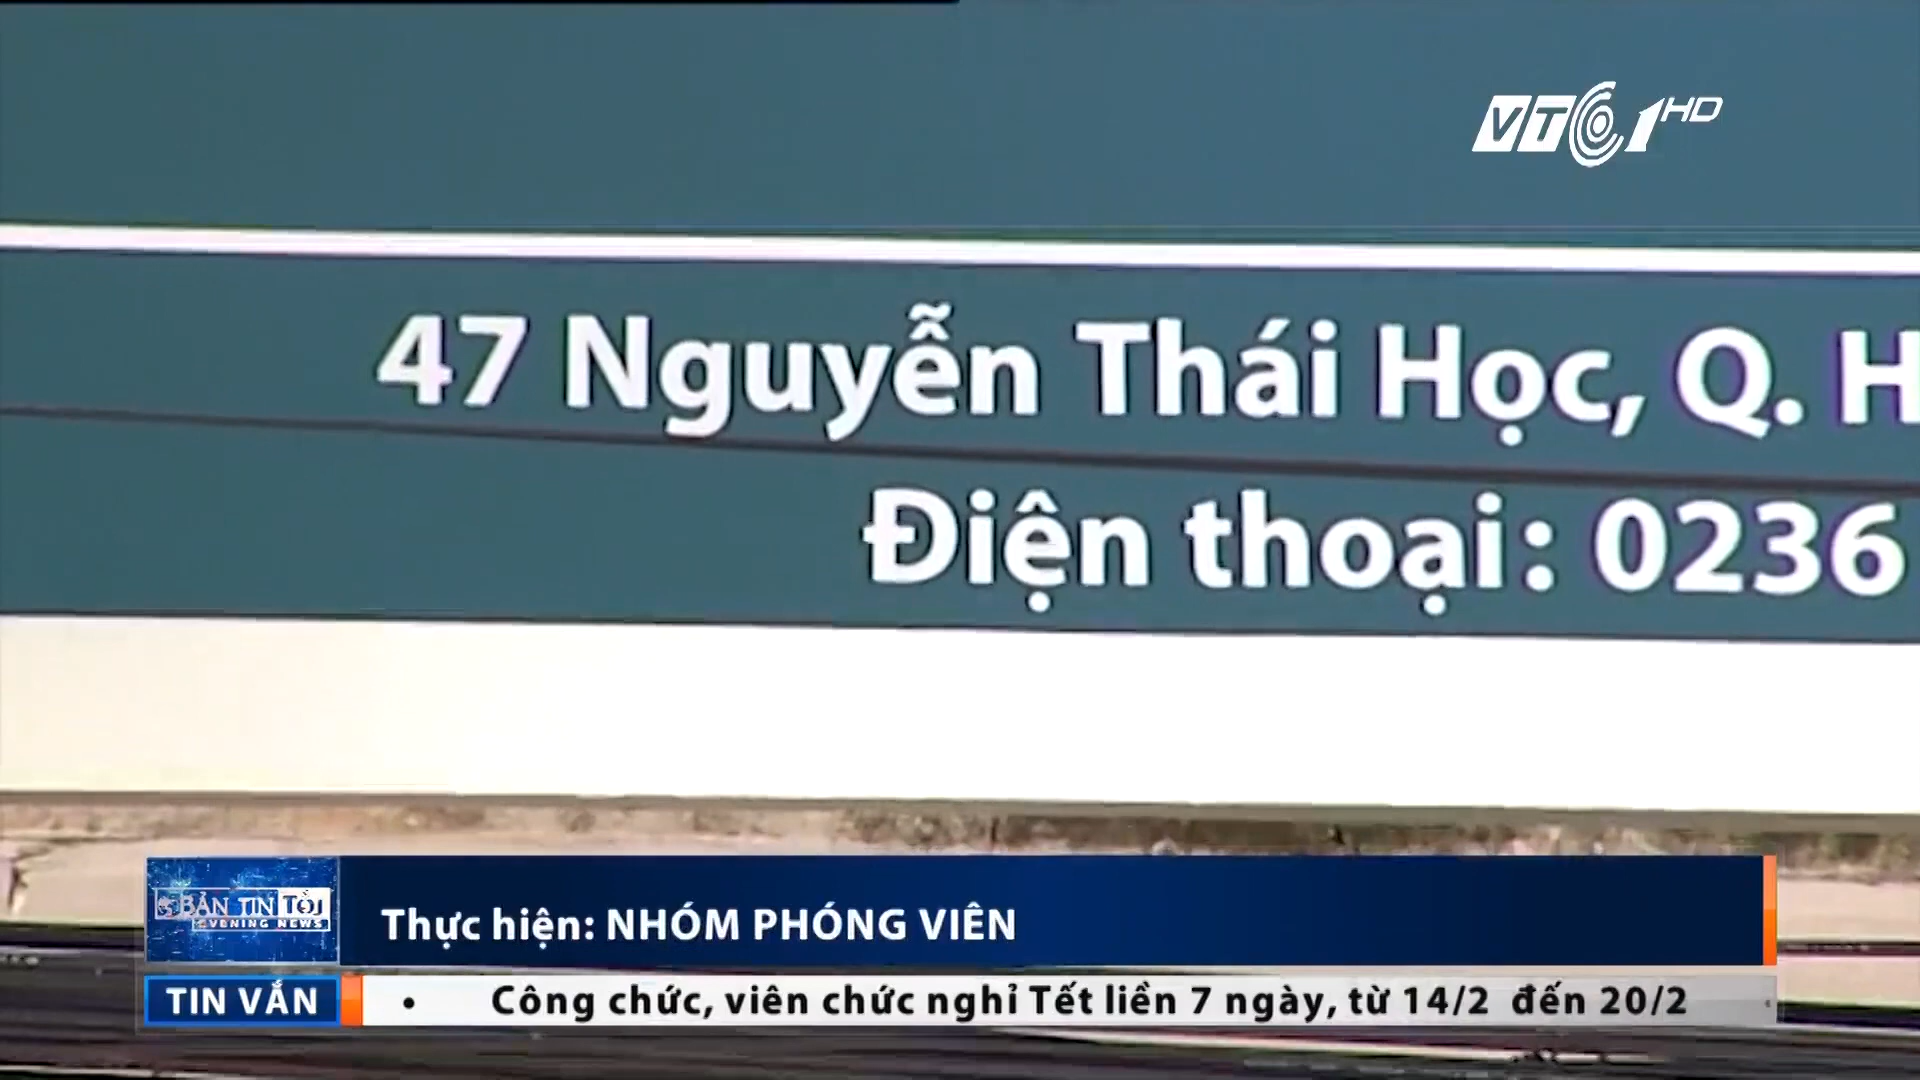 VTC1 HD
47 Nguyễn Thái Học, Q. H
Điện thoại: 0236
BẢN TIN TỐI
EVENING NEWS
Thực hiện: NHÓM PHÓNG VIÊN
TIN VẮN
• Công chức, viên chức nghỉ Tết liền 7 ngày, từ 14/2 đến 20/2